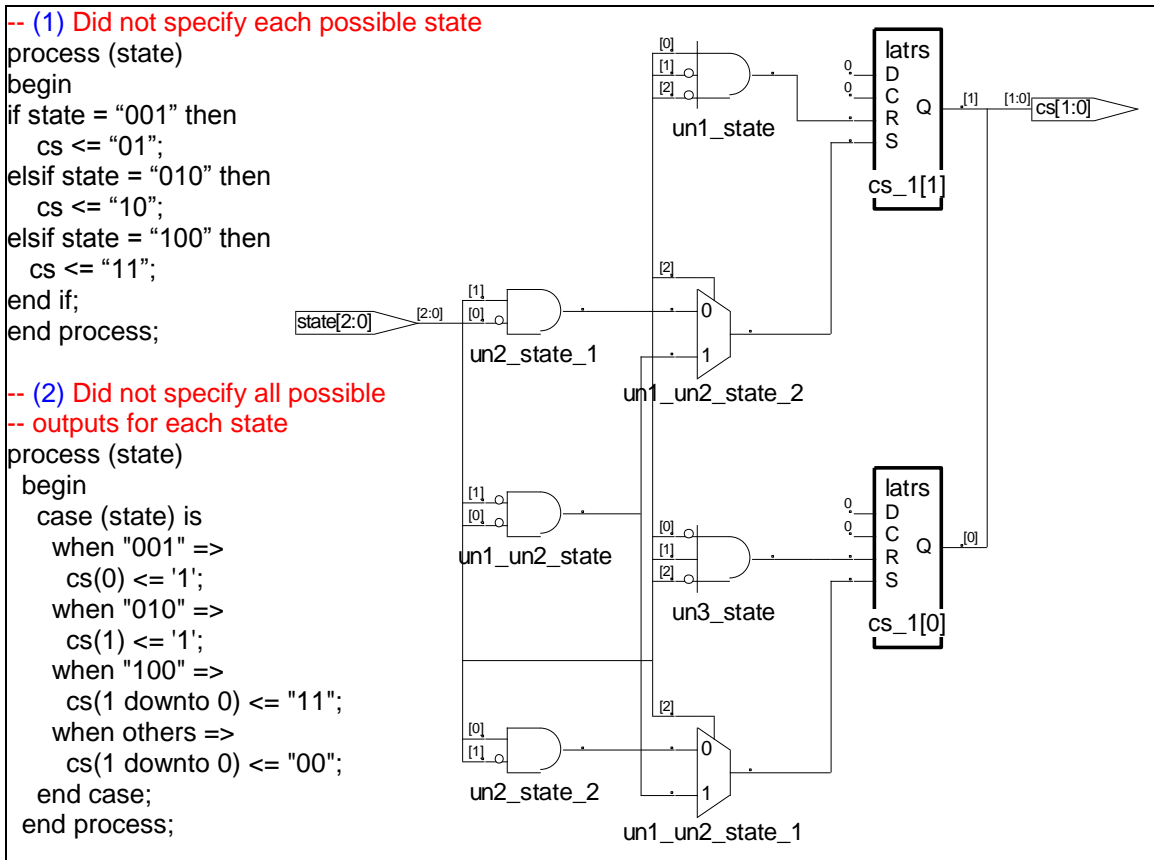 -- (1) Did not specify each possible state
process (state)
begin
if state = “001” then
cs <= “01”;
elsif state = “010” then
cs <= “10”;
elsif state = “100” then
cs <= “11”;
end if;
end process;
-- (2) Did not specify all possible
-- outputs for each state
process (state)
begin
case (state) is
when "001" =>
cs(0) <= '1';
when "010" =>
cs(1) <= '1';
when "100" =>
cs(1 downto 0) <= "11";
when others =>
cs(1 downto 0) <= "00";
end case;
end process;
state[2:0]
[2:0]
[1]
[0]
un2_state_1
[1]
[0]
un1_un2_state
[0]
[1]
un2_state_2
[0]
[1]
[2]
un1_state
[2]
0
1
un1_un2_state_2
[0]
[1]
[2]
un3_state
[2]
0
1
un1_un2_state_1
latrs
0
D
0
C
R
S
Q
[1]
cs_1[1]
[1:0]
cs[1:0]
latrs
0
D
0
C
R
S
Q
[0]
cs_1[0]